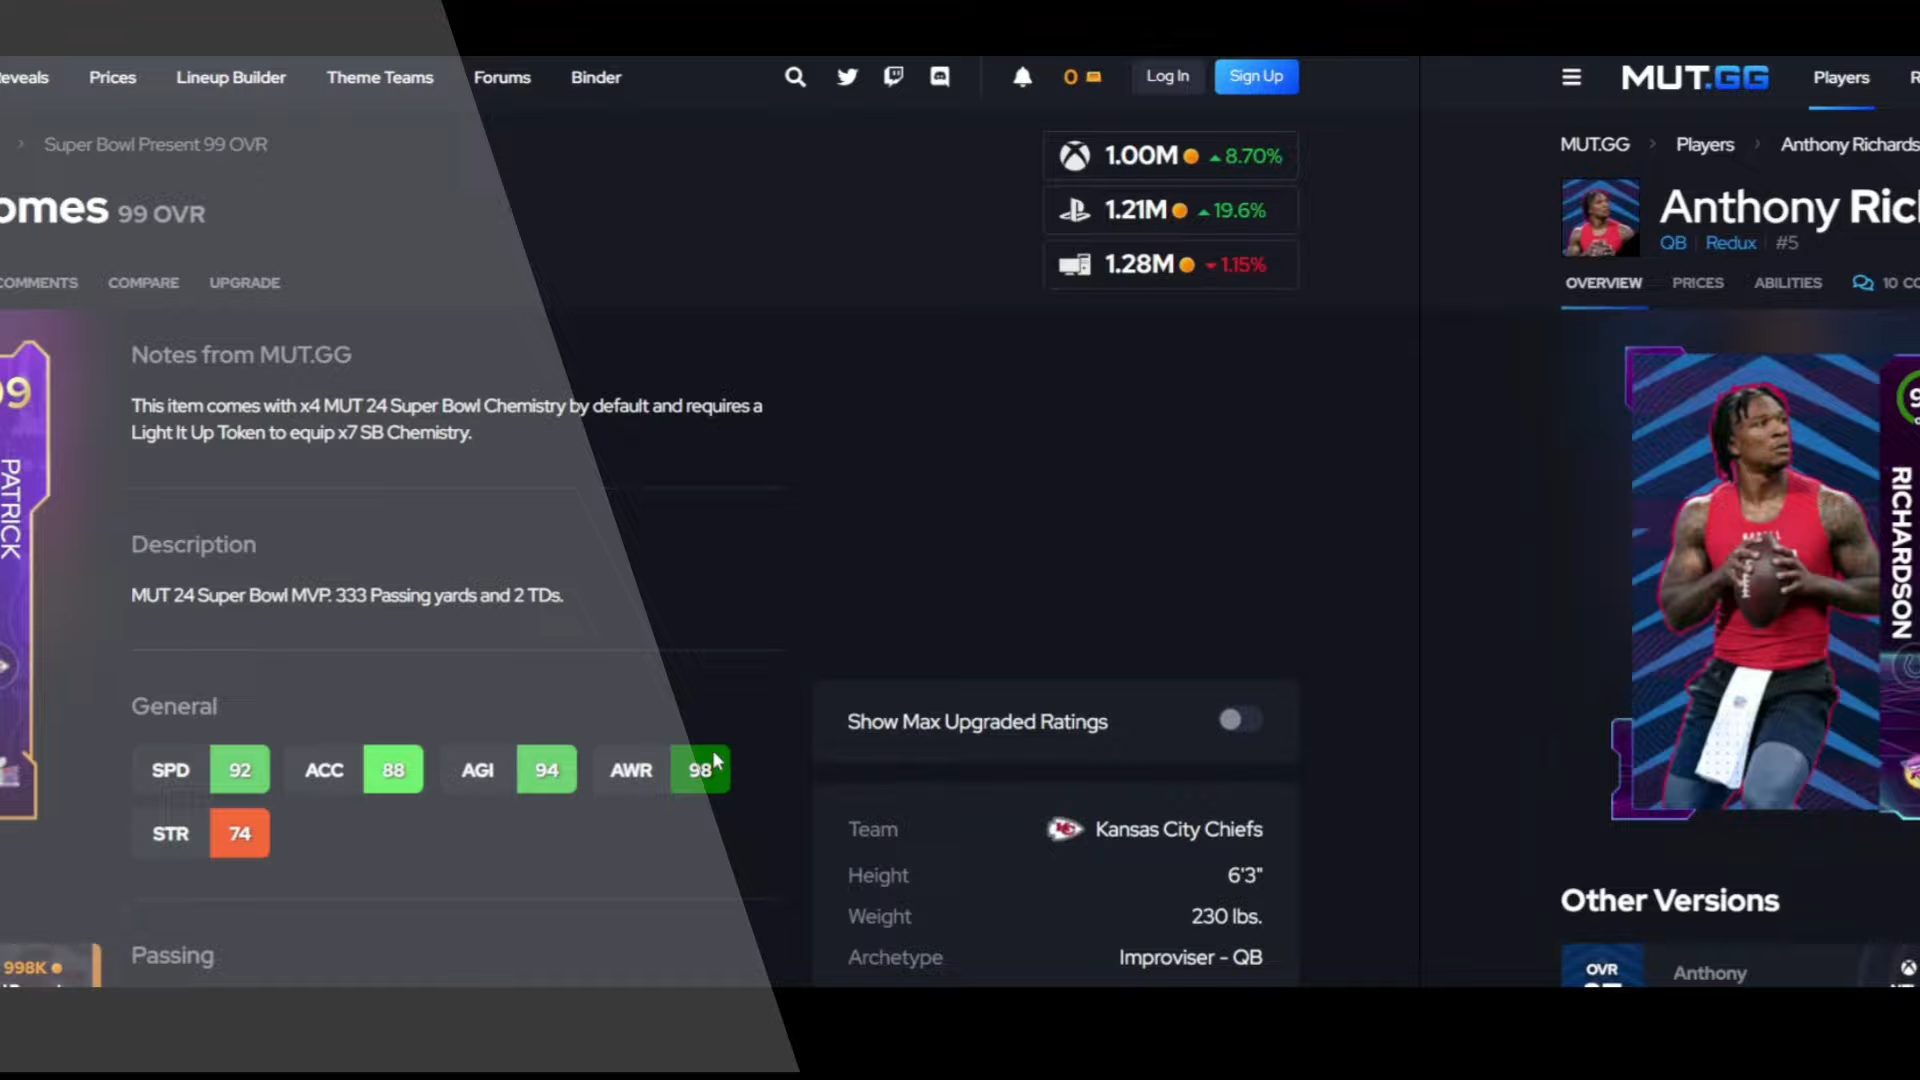 eveals Prices Lineup Builder Theme Teams Forums Binder 0 Log In Sign Up
Super Bowl Present 99 OVR
omes 99 OVR
COMMENTS COMPARE UPGRADE
1.00M 8.70%
1.21M 19.6%
1.28M 1.15%
99
PATRICK
Notes from MUT.GG
This item comes with x4 MUT 24 Super Bowl Chemistry by default and requires a
Light It Up Token to equip x7 SB Chemistry.
Description
MUT 24 Super Bowl MVP. 333 Passing yards and 2 TDs.
General
SPD 92 ACC 88 AGI 94 AWR 98
STR 74
Passing
998K
Show Max Upgraded Ratings
Team Kansas City Chiefs
Height 6'3"
Weight 230 lbs.
Archetype Improviser - QB
MUT.GG Players R
MUT.GG Players Anthony Richards
Anthony Ric
QB Redux #5
OVERVIEW PRICES ABILITIES 10 CO
9
RICHARDSON
Other Versions
OVR Anthony